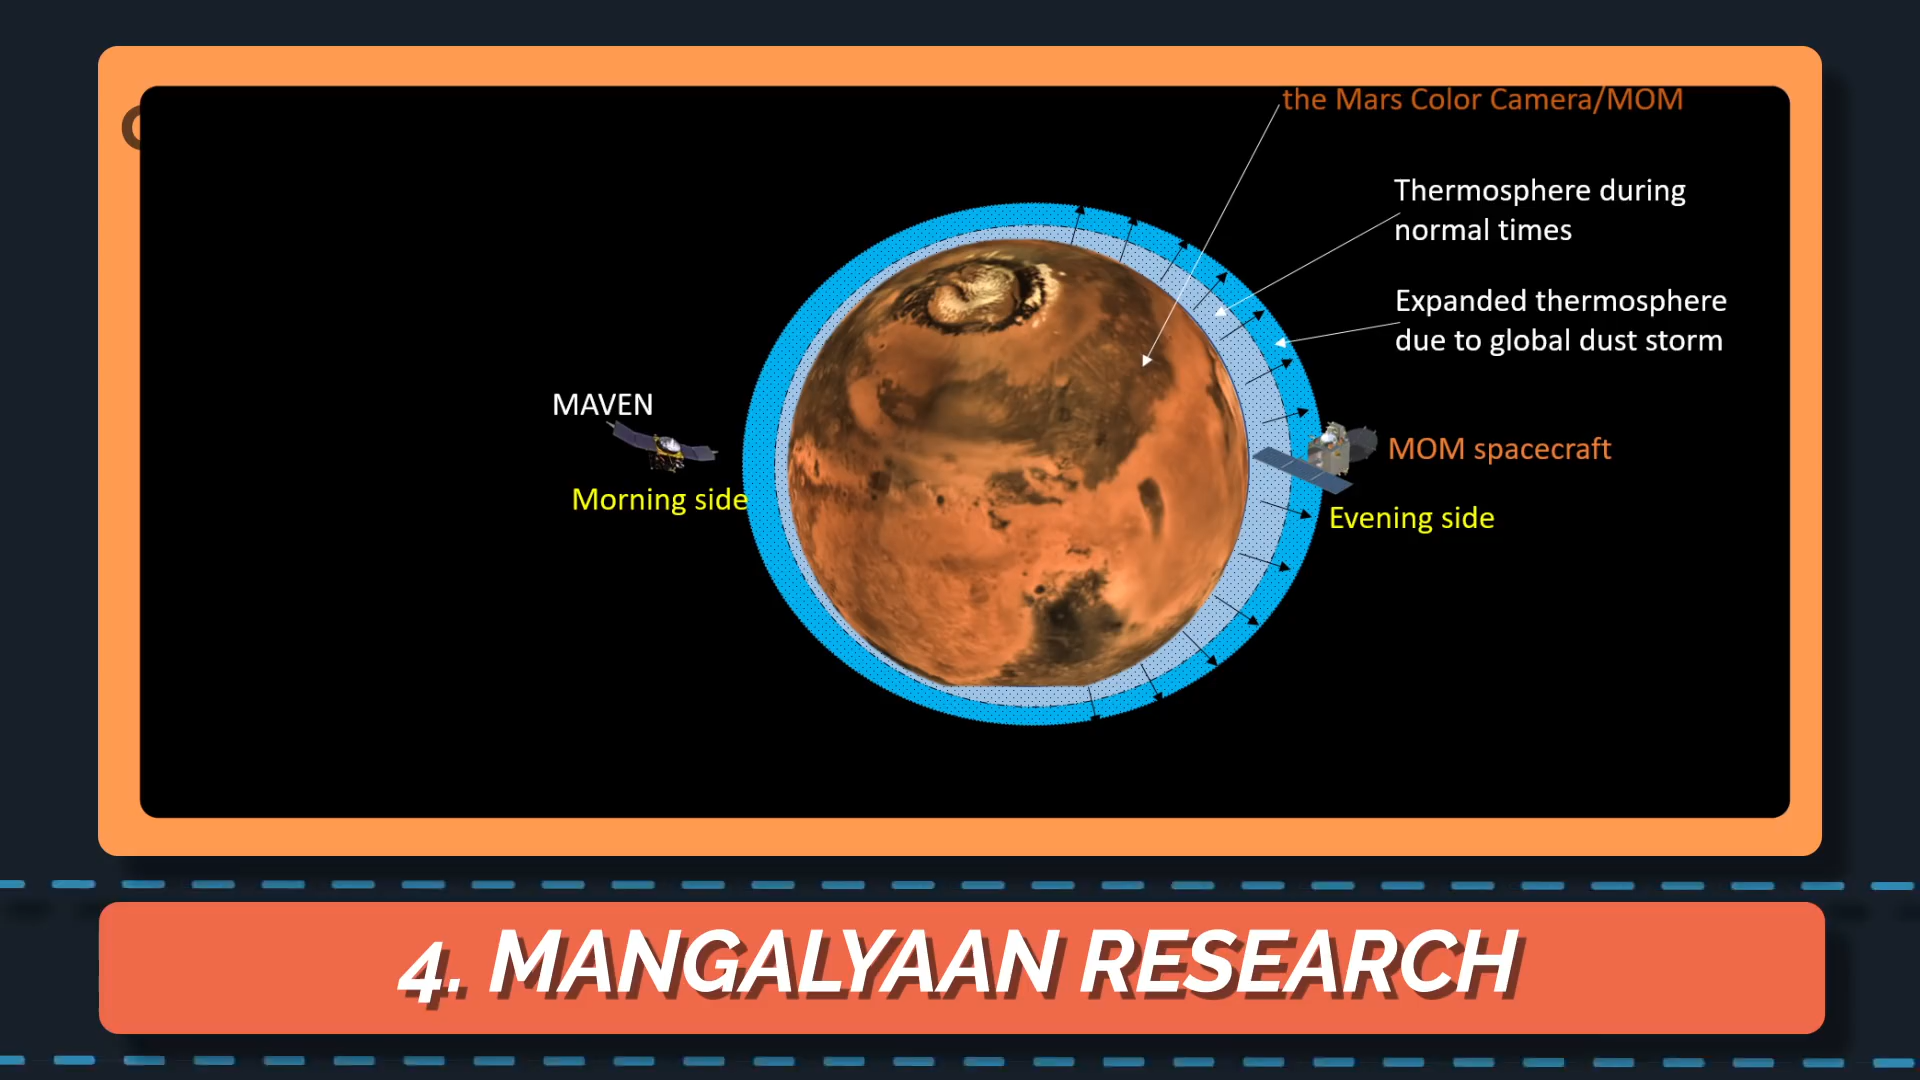 the Mars Color Camera/MOM
Thermosphere during
normal times
Expanded thermosphere
due to global dust storm
MAVEN
MOM spacecraft
Morning side
Evening side
4. MANGALYAAN RESEARCH